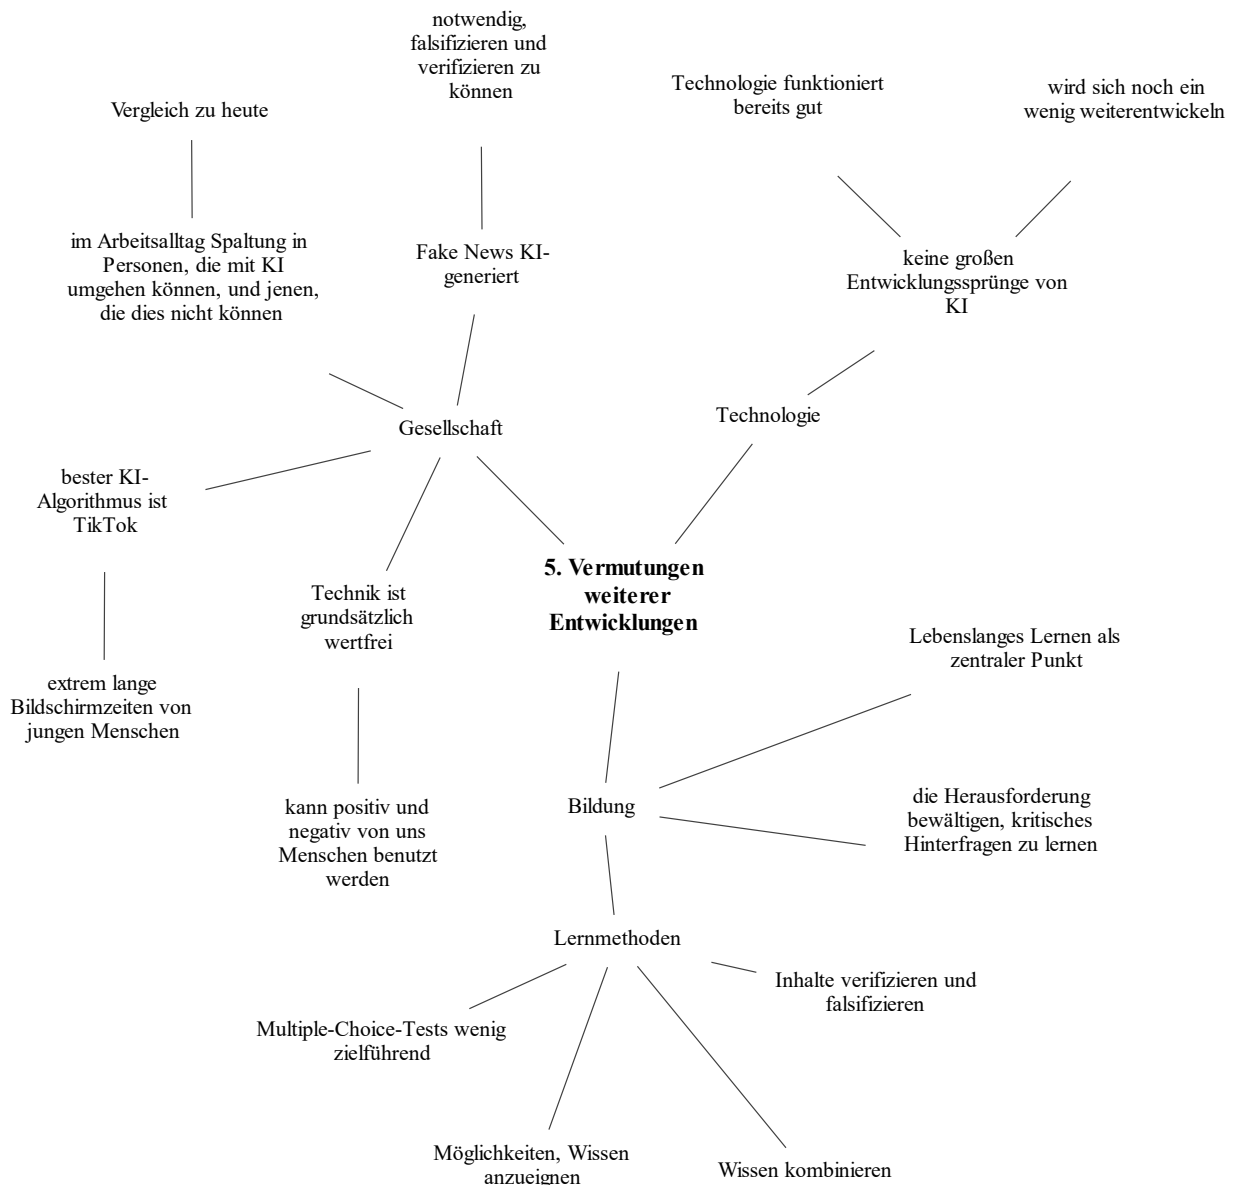 notwendig,
falsifizieren und
verifizieren zu
können
Technologie funktioniert
bereits gut
wird sich noch ein
wenig weiterentwickeln
Vergleich zu heute
im Arbeitsalltag Spaltung in
Personen, die mit KI
umgehen können, und jenen,
die dies nicht können
Fake News KI-
generiert
keine großen
Entwicklungssprünge von
KI
Gesellschaft
Technologie
bester KI-
Algorithmus ist
TikTok
5. Vermutungen
weiterer
Entwicklungen
Technik ist
grundsätzlich
wertfrei
Lebenslanges Lernen als
zentraler Punkt
extrem lange
Bildschirmzeiten von
jungen Menschen
kann positiv und
negativ von uns
Menschen benutzt
werden
Bildung
die Herausforderung
bewältigen, kritisches
Hinterfragen zu lernen
Lernmethoden
Inhalte verifizieren und
falsifizieren
Multiple-Choice-Tests wenig
zielführend
Möglichkeiten, Wissen
anzueignen
Wissen kombinieren